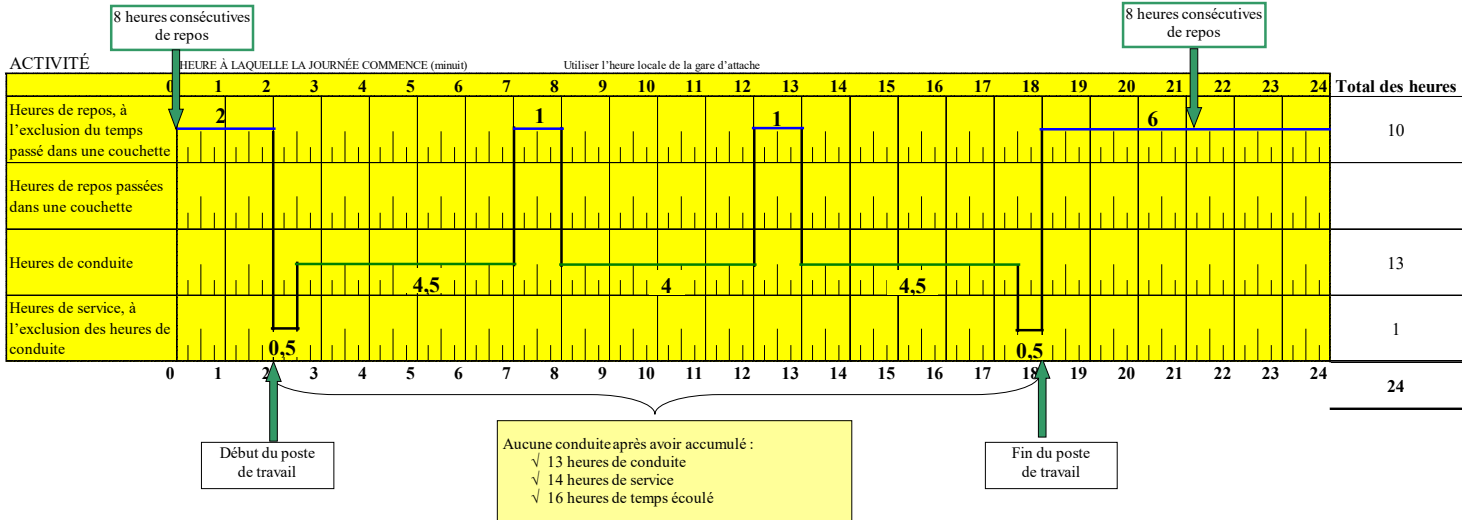 8 heures consécutives
de repos
8 heures consécutives
de repos
ACTIVITÉ
HEURE À LAQUELLE LA JOURNÉE COMMENCE (minuit)
Utiliser l'heure locale de la gare d'attache
0 1 2 3 4 5 6 7 8 9 10 11 12 13 14 15 16 17 18 19 20 21 22 23 24 Total des heures
Heures de repos, à
l'exclusion du temps
passé dans une couchette
2 1 1 6
10
Heures de repos passées
dans une couchette
Heures de conduite
4,5 4 4,5
13
Heures de service, à
l'exclusion des heures de
conduite
0,5 0,5
1
0 1 2 3 4 5 6 7 8 9 10 11 12 13 14 15 16 17 18 19 20 21 22 23 24
24
Début du poste
de travail
Aucune conduite après avoir accumulé :
√ 13 heures de conduite
√ 14 heures de service
√ 16 heures de temps écoulé
Fin du poste
de travail